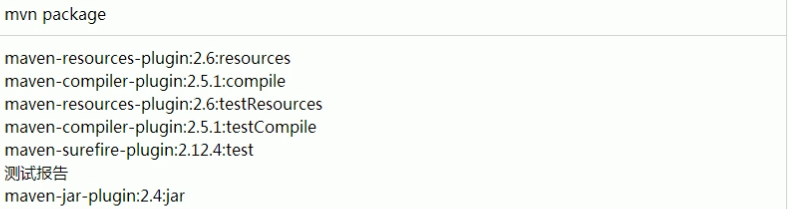 mvn package
maven-resources-plugin:2.6:resources
maven-compiler-plugin:2.5.1:compile
maven-resources-plugin:2.6:testResources
maven-compiler-plugin:2.5.1:testCompile
maven-surefire-plugin:2.12.4:test
测试报告
maven-jar-plugin:2.4:jar